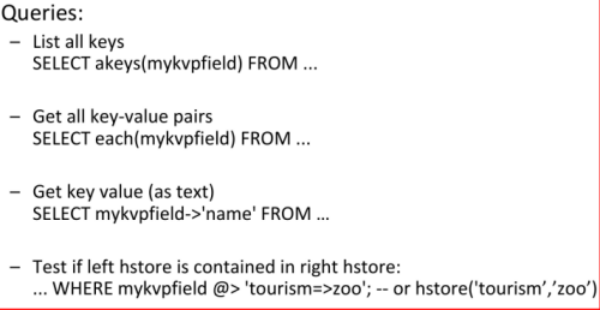 Queries:
– List all keys
SELECT akeys(mykvpfield) FROM ...
– Get all key-value pairs
SELECT each(mykvpfield) FROM ...
– Get key value (as text)
SELECT mykvpfield->'name' FROM ...
– Test if left hstore is contained in right hstore:
... WHERE mykvpfield @> 'tourism=>zoo'; -- or hstore('tourism’,’zoo’)